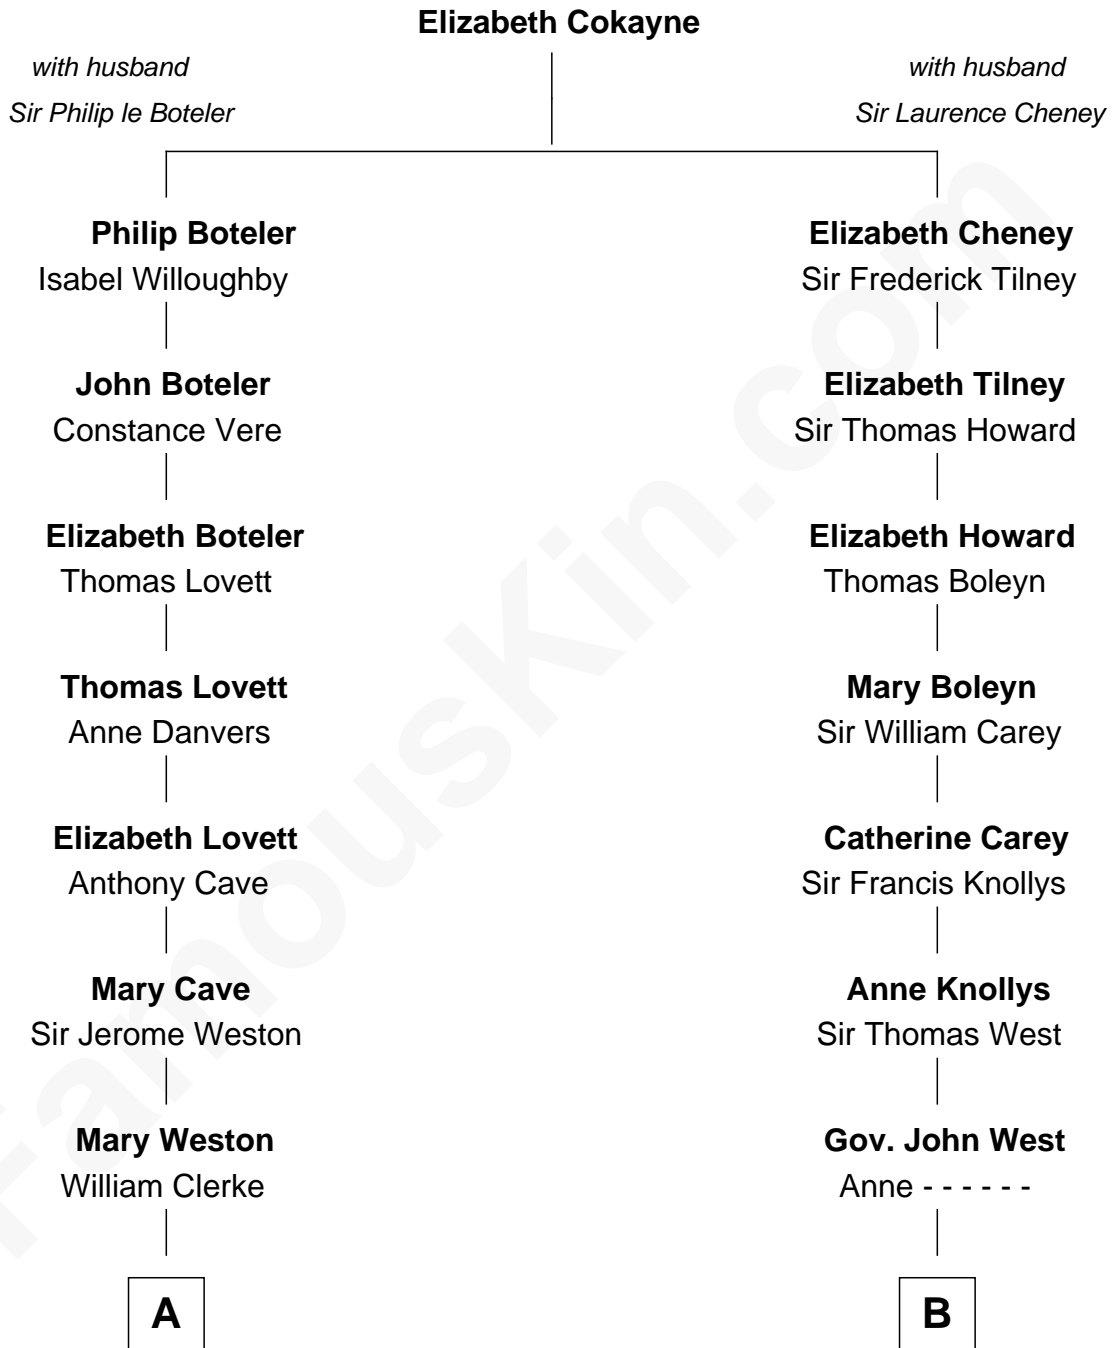 Elizabeth Cokayne
with husband
Sir Philip le Boteler
with husband
Sir Laurence Cheney
Philip Boteler
Isabel Willoughby
Elizabeth Cheney
Sir Frederick Tilney
John Boteler
Constance Vere
Elizabeth Tilney
Sir Thomas Howard
Elizabeth Boteler
Thomas Lovett
Elizabeth Howard
Thomas Boleyn
Thomas Lovett
Anne Danvers
Mary Boleyn
Sir William Carey
Elizabeth Lovett
Anthony Cave
Catherine Carey
Sir Francis Knollys
Mary Cave
Sir Jerome Weston
Anne Knollys
Sir Thomas West
Mary Weston
William Clerke
Gov. John West
Anne - - - - - -
A
B
FamousKin.com